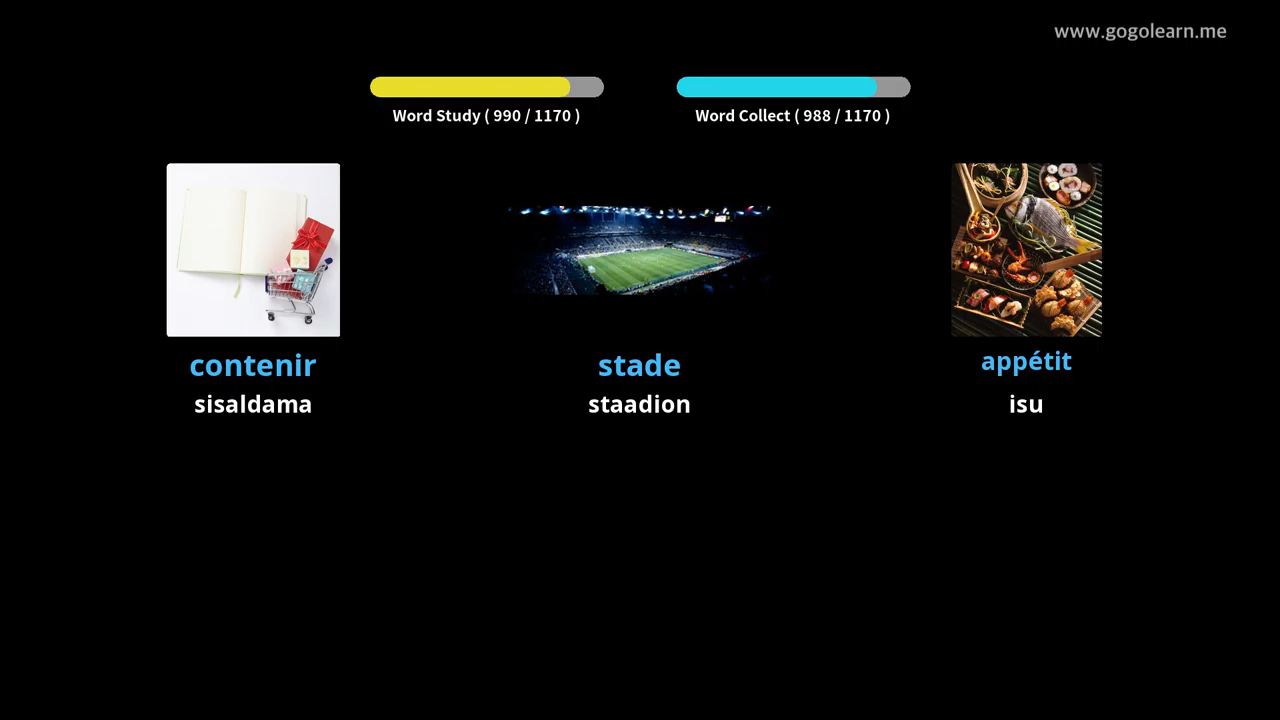 www.gogolearn.me
Word Study ( 990 / 1170 )
Word Collect ( 988 / 1170 )
contenir
stade
appétit
sisaldama
staadion
isu